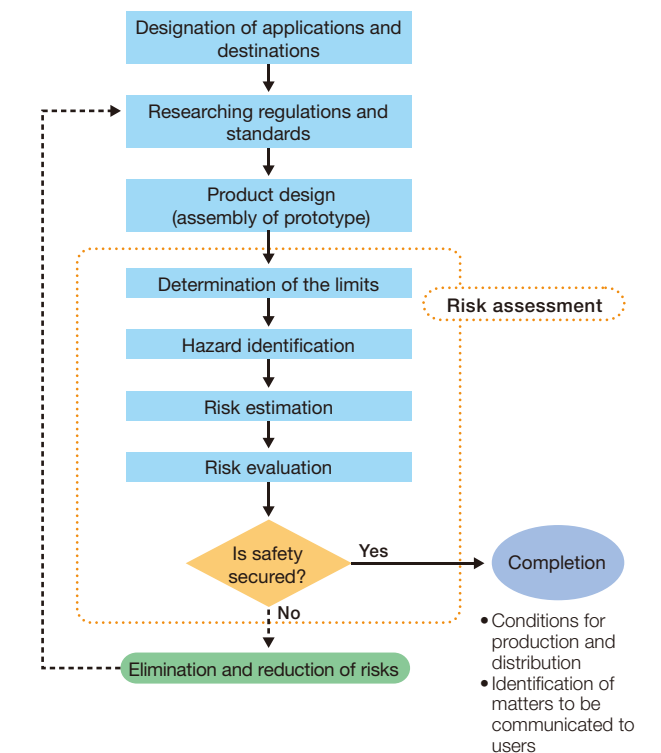 Designation of applications and
destinations
Researching regulations and
standards
Product design
(assembly of prototype)
Determination of the limits
Risk assessment
Hazard identification
Risk estimation
Risk evaluation
Is safety
secured?
Yes
Completion
No
Elimination and reduction of risks
• Conditions for
production and
distribution
• Identification of
matters to be
communicated to
users